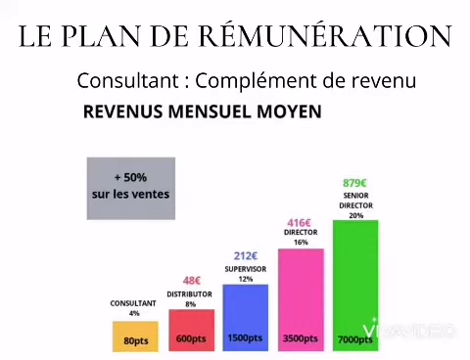 LE PLAN DE RÉMUNÉRATION
Consultant : Complément de revenu
REVENUS MENSUEL MOYEN
+ 50%
sur les ventes
CONSULTANT
4%
80pts
48€
DISTRIBUTOR
8%
600pts
212€
SUPERVISOR
12%
1500pts
416€
DIRECTOR
16%
3500pts
879€
SENIOR
DIRECTOR
20%
7000pts
VIVAVIDEO